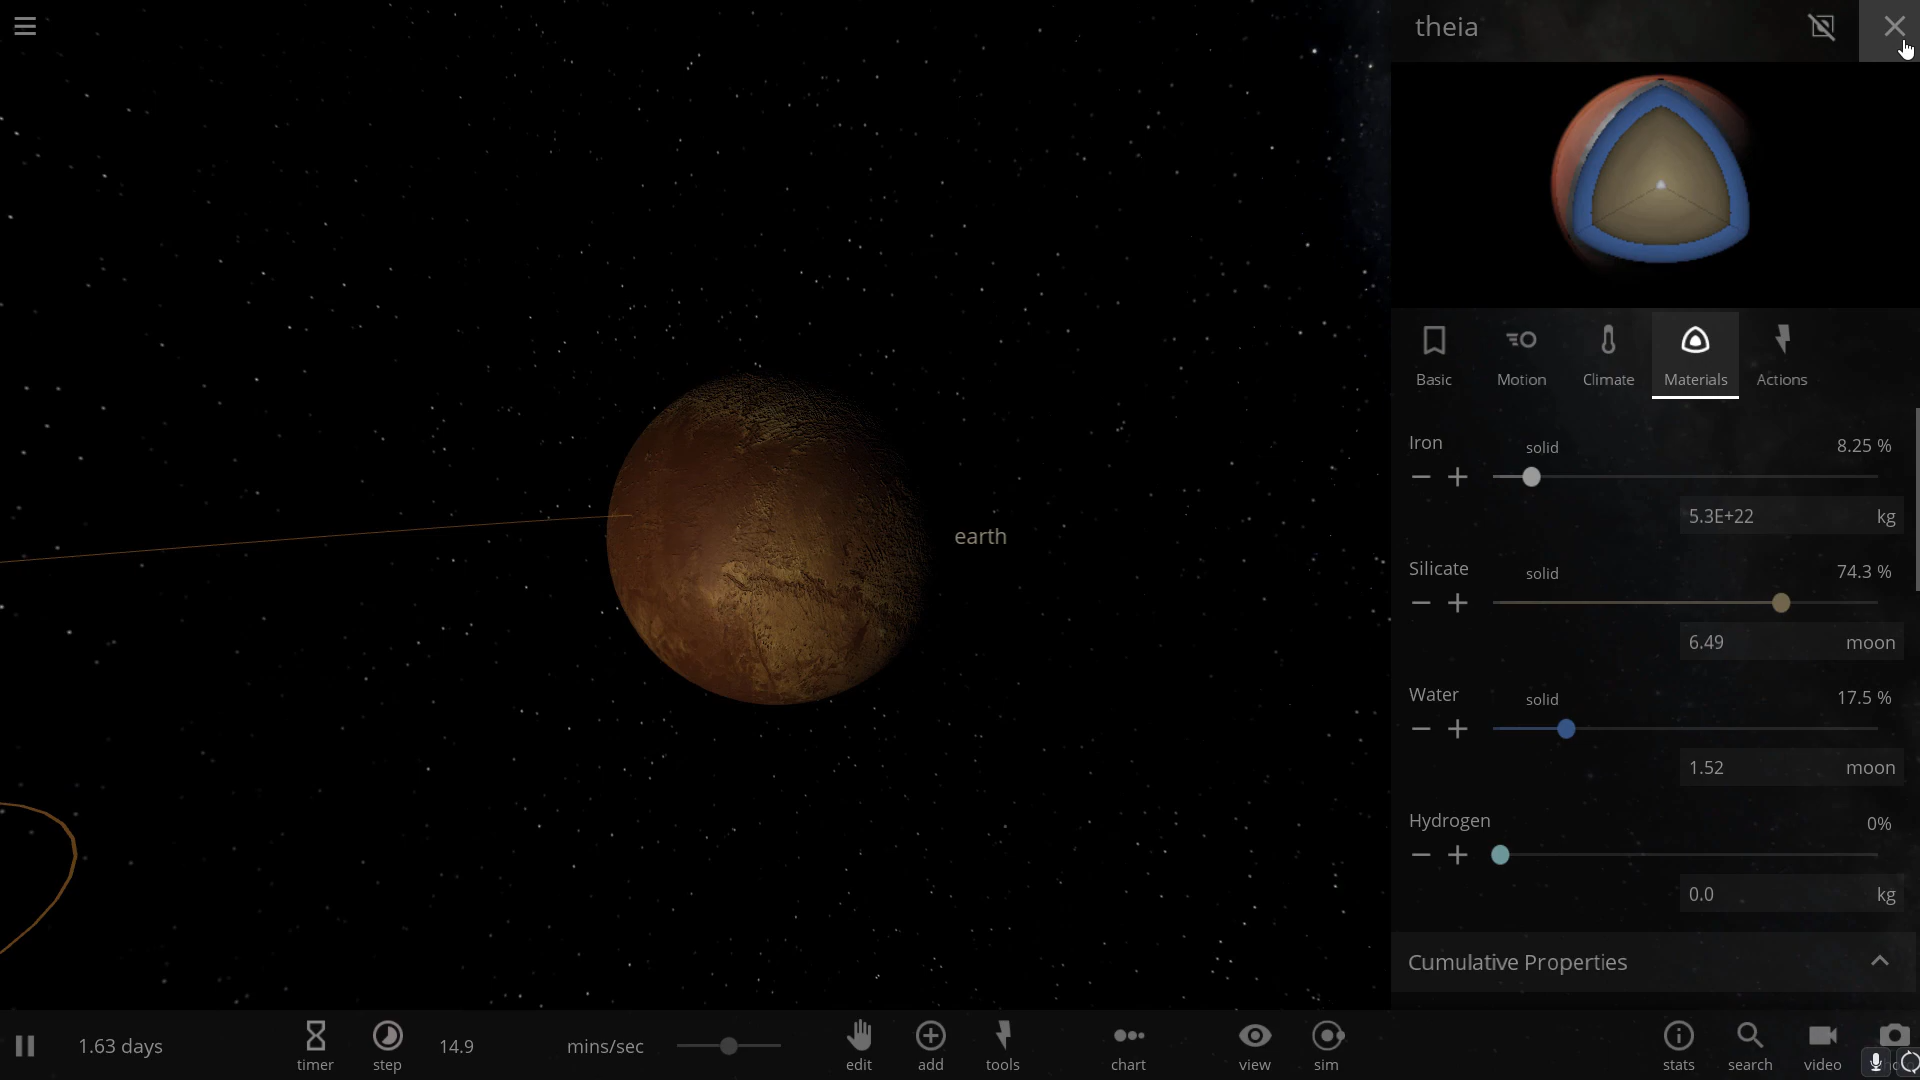 theia
Basic
Motion
Climate
Materials
Actions
Iron
solid
8.25 %
5.3E+22 kg
Silicate
solid
74.3 %
6.49 moon
Water
solid
17.5 %
1.52 moon
Hydrogen
0%
0.0 kg
Cumulative Properties
earth
1.63 days
timer
step
14.9 mins/sec
edit
add
tools
chart
view
sim
stats
search
video